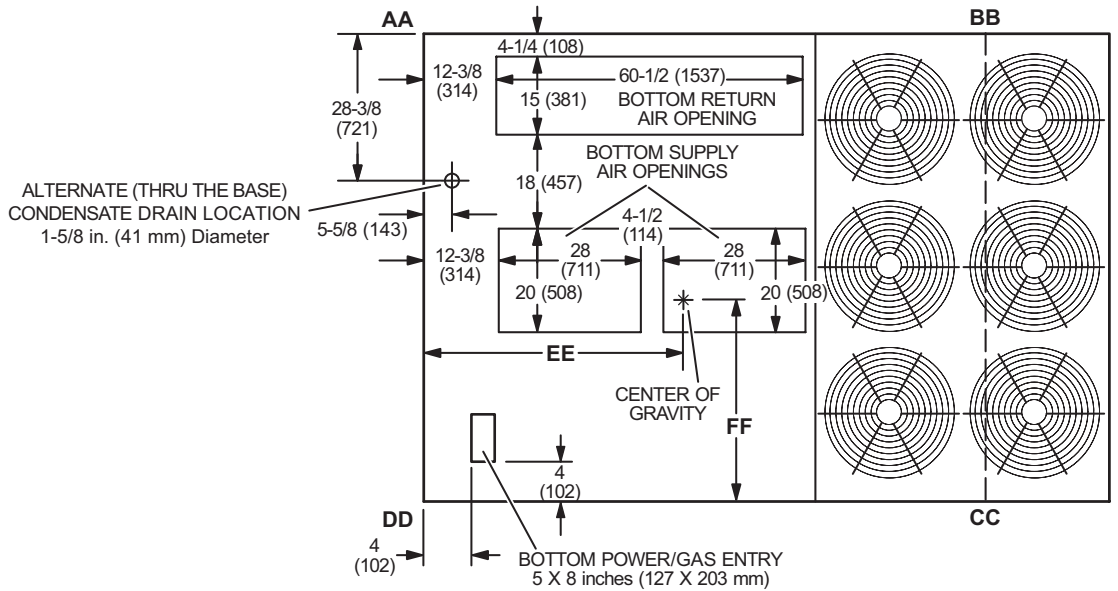 AA
BB
4-1/4 (108)
12-3/8
(314)
60-1/2 (1537)
28-3/8
(721)
15 (381)
BOTTOM RETURN
AIR OPENING
BOTTOM SUPPLY
AIR OPENINGS
18 (457)
ALTERNATE (THRU THE BASE)
CONDENSATE DRAIN LOCATION
1-5/8 in. (41 mm) Diameter
5-5/8 (143)
4-1/2
(114)
12-3/8
(314)
28
(711)
28
(711)
20 (508)
20 (508)
EE
CENTER OF
GRAVITY
FF
4
(102)
DD
CC
4
(102)
BOTTOM POWER/GAS ENTRY
5 X 8 inches (127 X 203 mm)